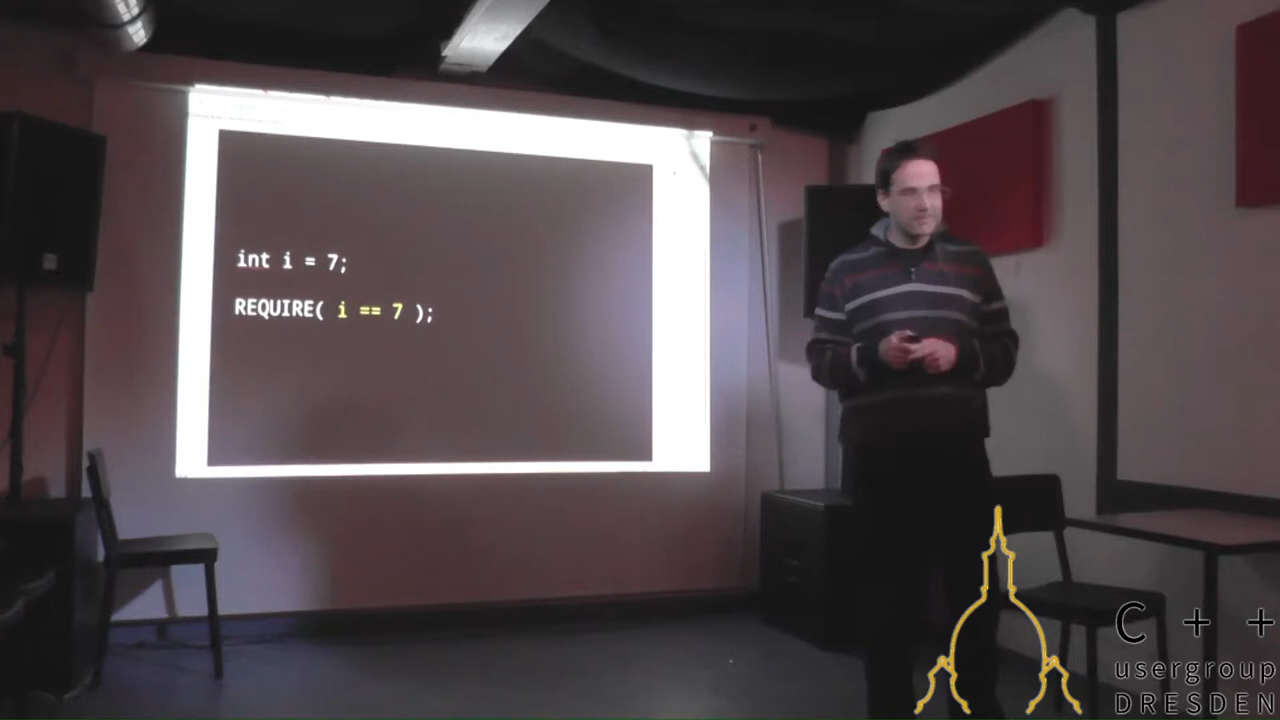 int i = 7;
REQUIRE( i == 7 );
C + +
usergroup
DRESDEN